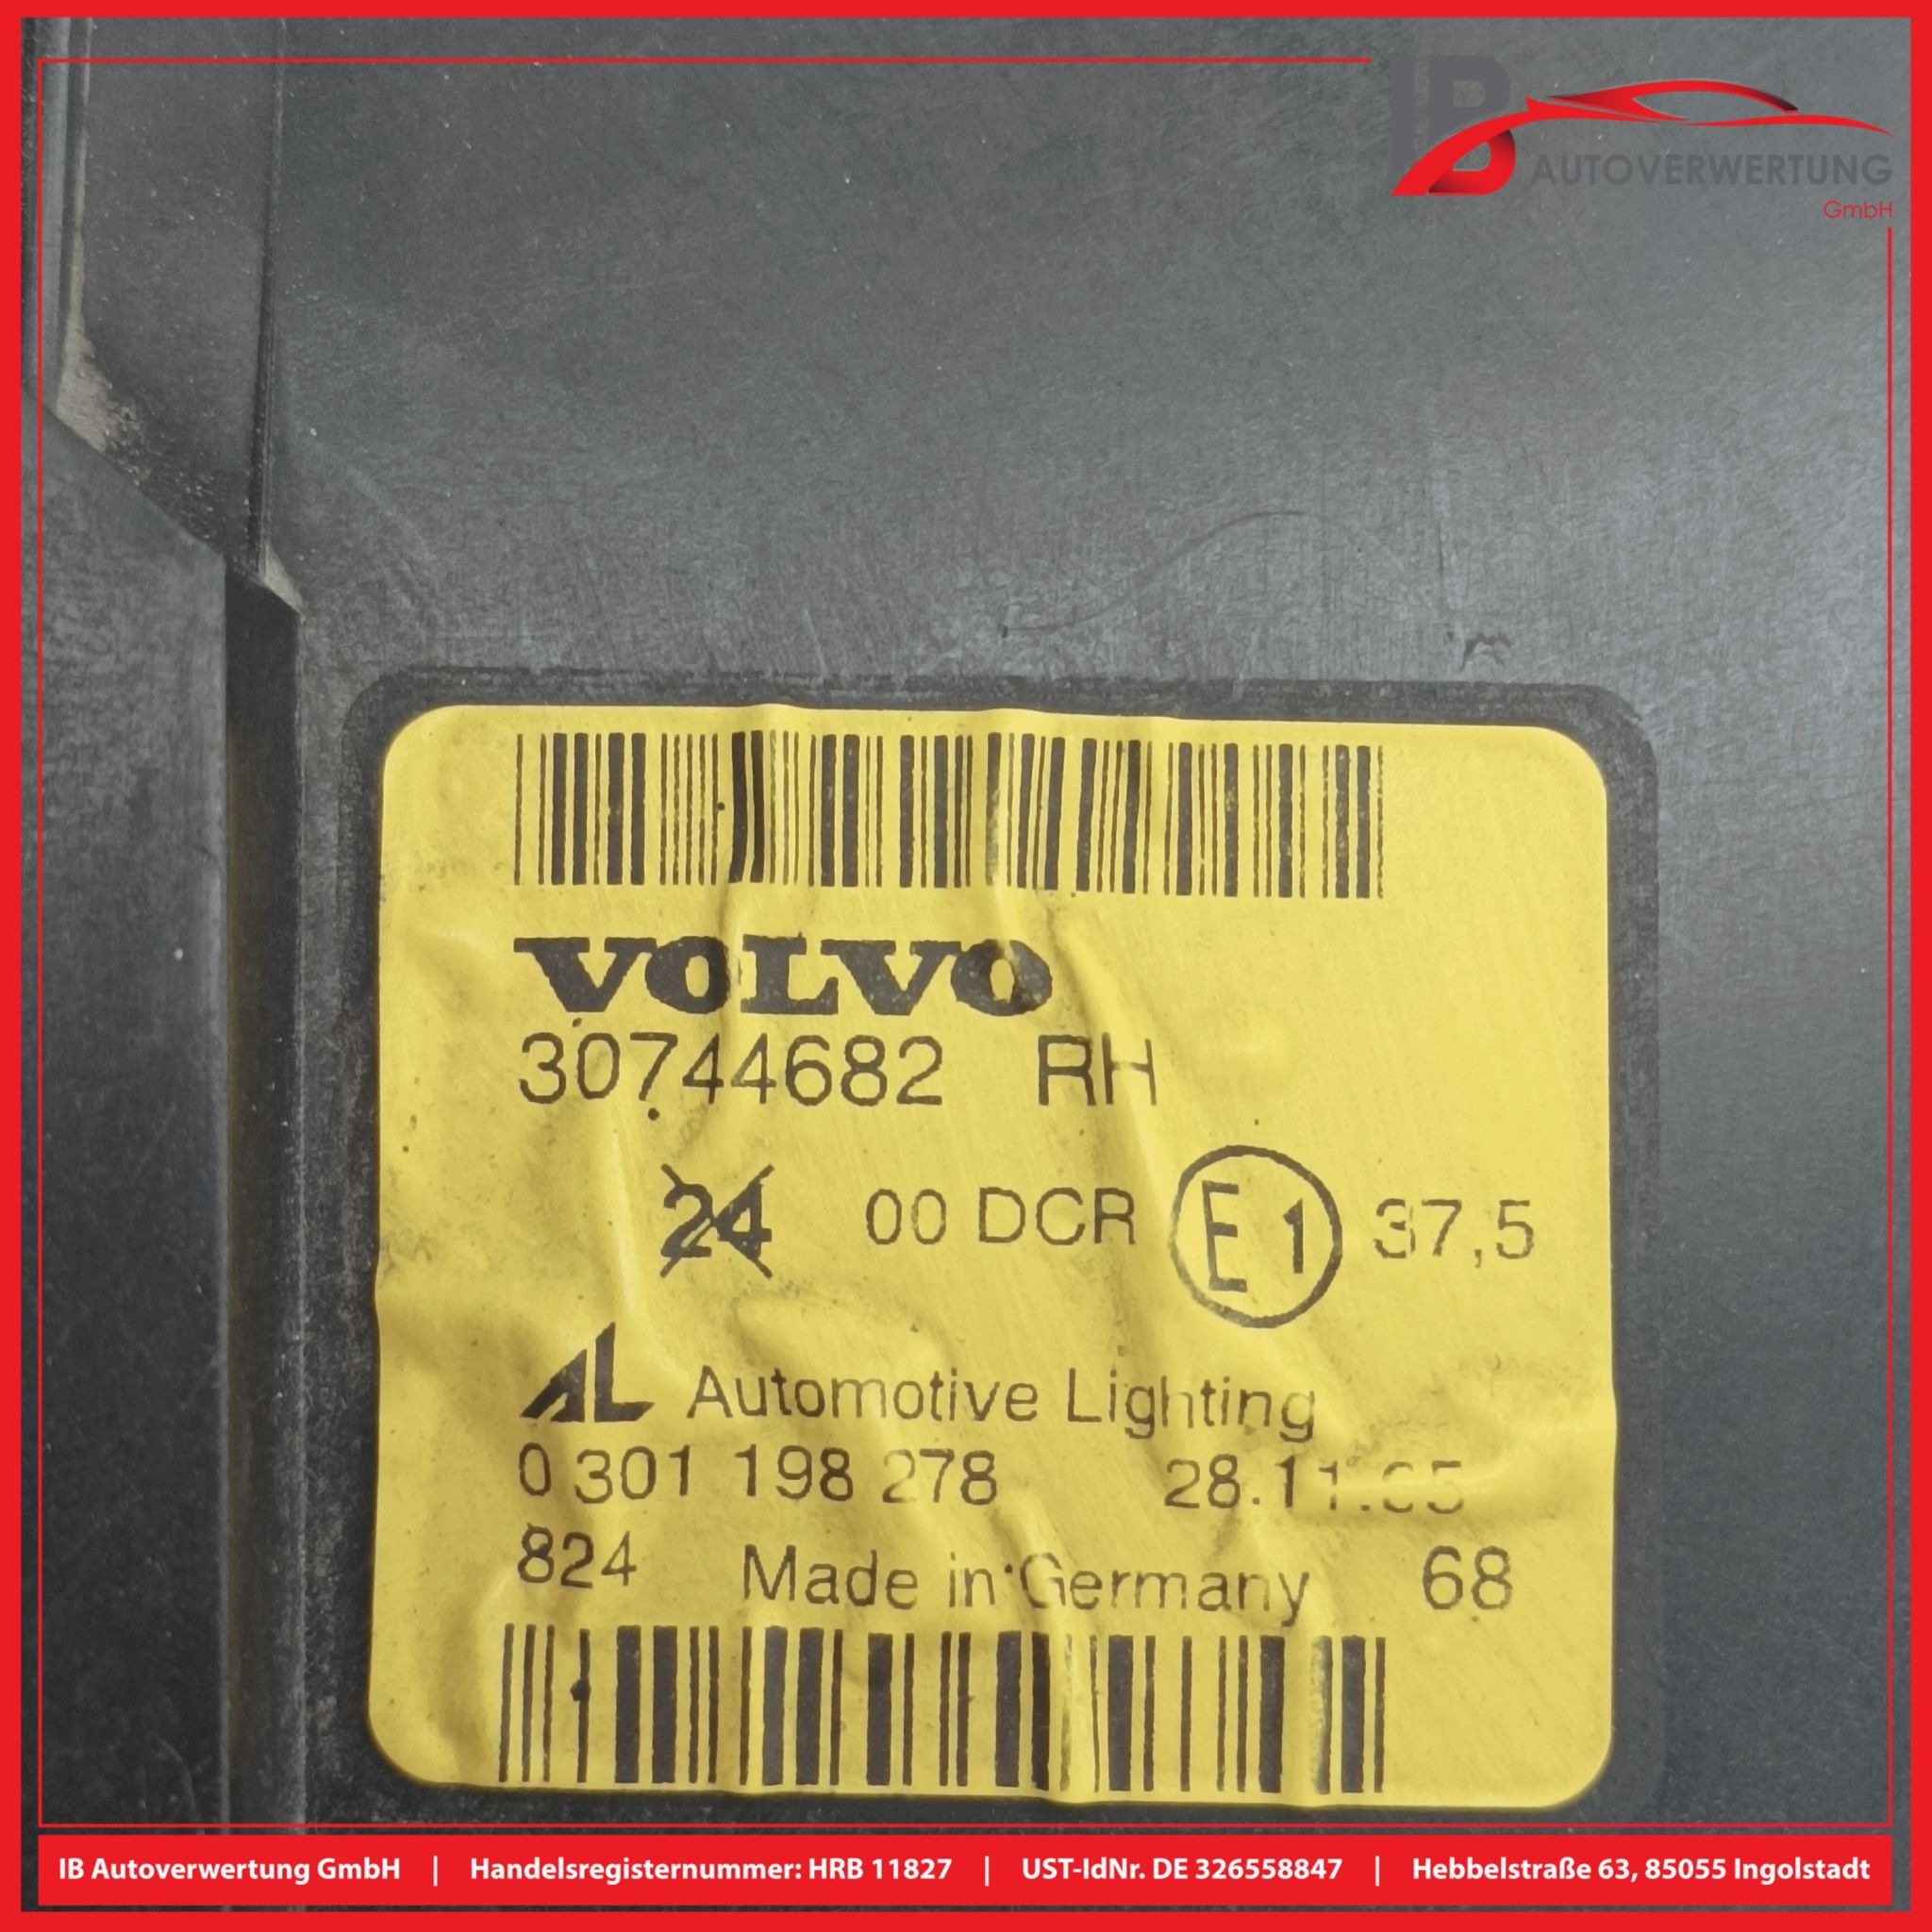 IB
AUTOVERWERTUNG
GmbH
VOLVO
30744682 RH
24 00 DCR E1 37,5
AL Automotive Lighting
0 301 198 278 28.11.05
824 Made in Germany 68
IB Autoverwertung GmbH | Handelsregisternummer: HRB 11827 | UST-IdNr. DE 326558847 | Hebbelstraße 63, 85055 Ingolstadt